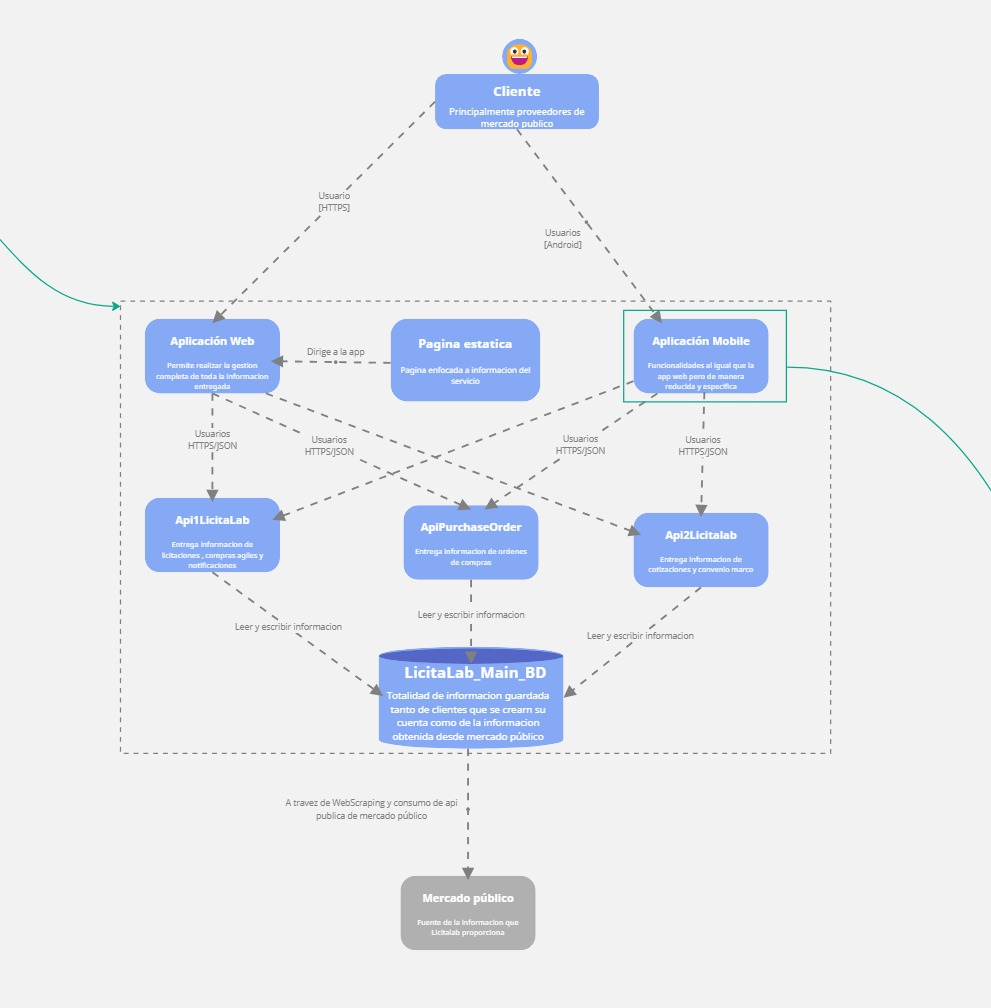 Cliente
Principalmente proveedores de
mercado publico
Usuario
[HTTPS]
Usuarios
[Android]
Aplicación Web
Permite realizar la gestion
completa de toda la informacion
entregada
Dirige a la app
Pagina estatica
Pagina enfocada a informacion del
servicio
Aplicación Mobile
Funcionalidades al igual que la
app web pero de manera
reducida y especifica
Usuarios
HTTPS/JSON
Usuarios
HTTPS/JSON
Usuarios
HTTPS/JSON
Usuarios
HTTPS/JSON
Api1LicitaLab
Entrega informacion de
licitaciones , compras agiles y
notificaciones
ApiPurchaseOrder
Entrega informacion de ordenes
de compras
Api2Licitalab
Entrega informacion de
cotizaciones y convenio marco
Leer y escribir informacion
Leer y escribir informacion
Leer y escribir informacion
LicitaLab_Main_BD
Totalidad de informacion guardada
tanto de clientes que se crearn su
cuenta como de la informacion
obtenida desde mercado público
A travez de WebScraping y consumo de api
publica de mercado público
Mercado público
Fuente de la informacion que
Licitalab proporciona